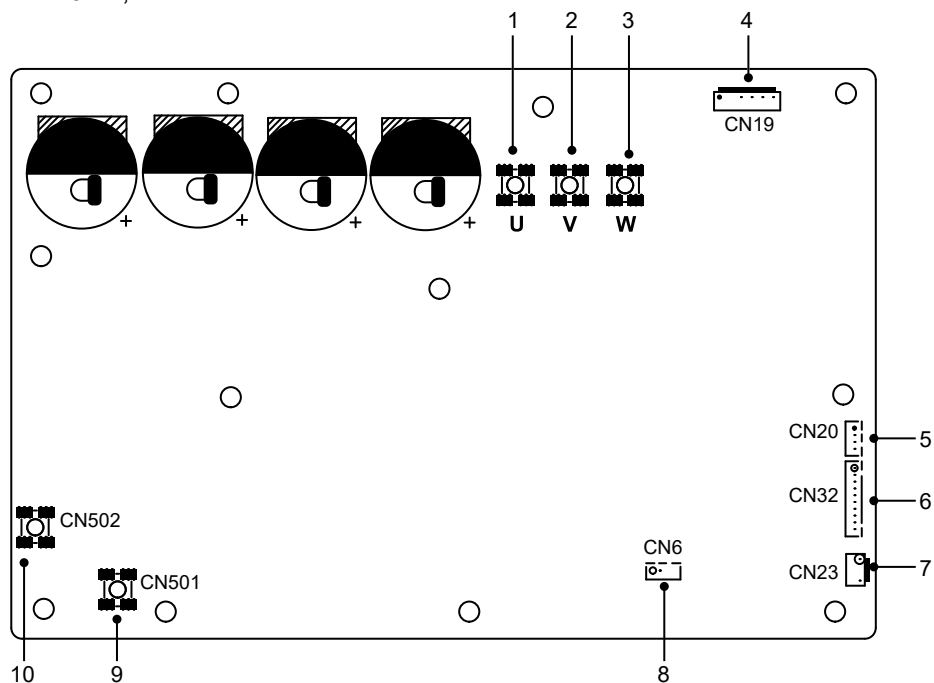 1 2 3 4
CN19
+ + + +
U V W
CN20 5
CN32 6
CN502
CN6
CN23 7
CN501
10 9 8